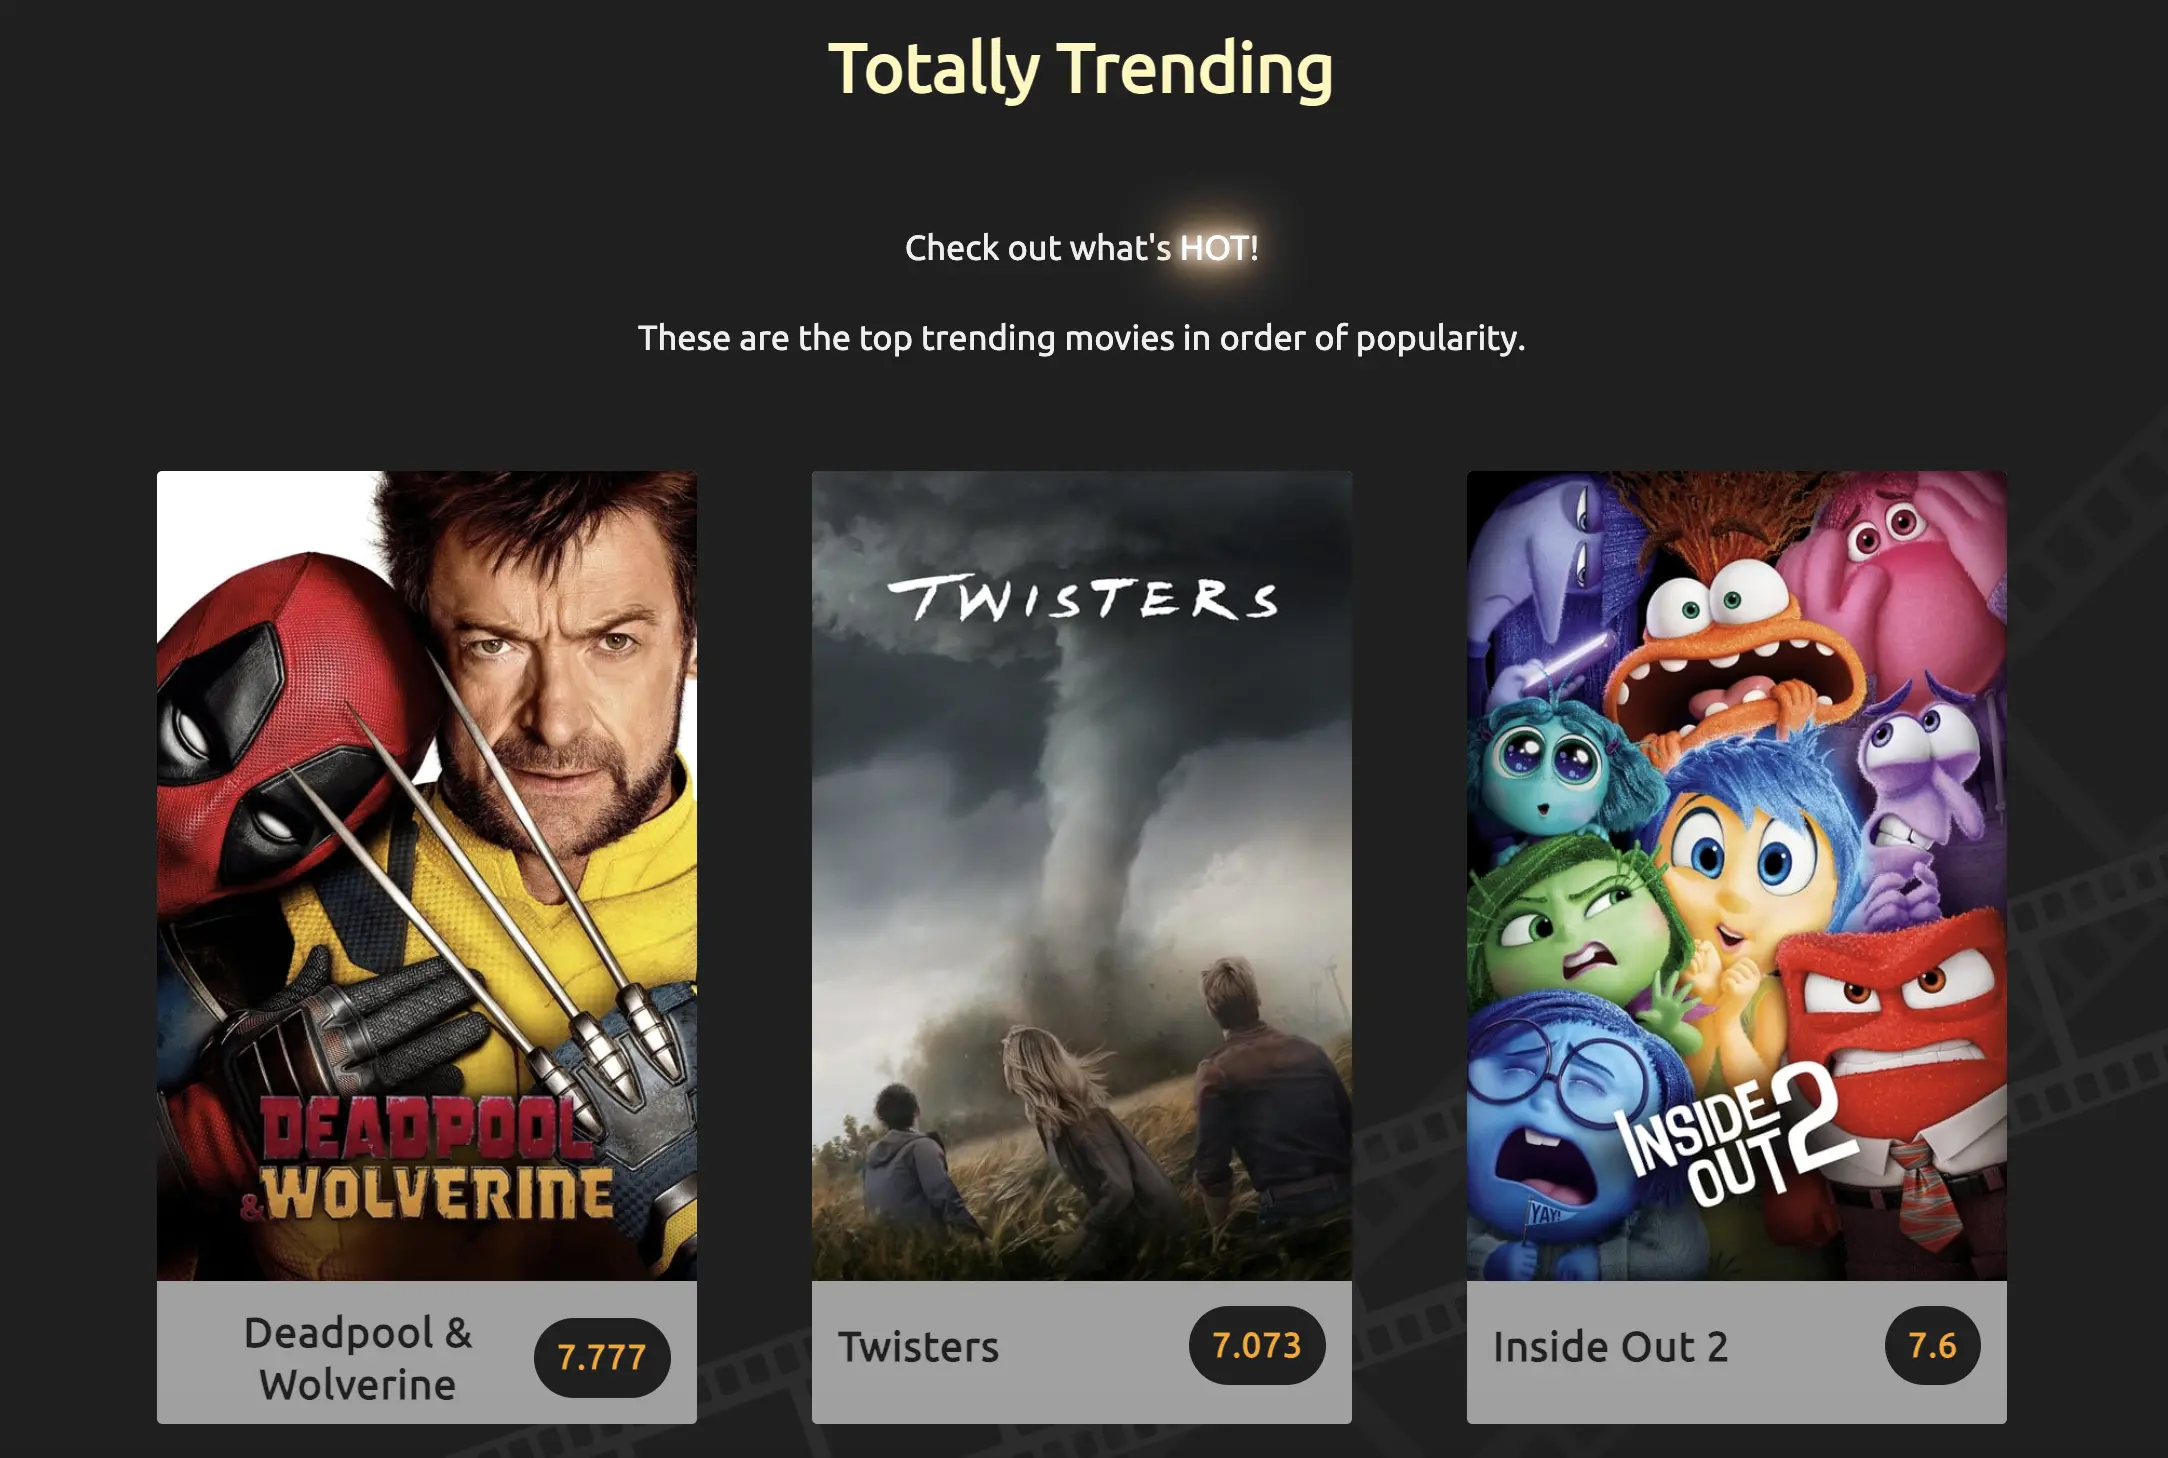 Totally Trending
Check out what's HOT!
These are the top trending movies in order of popularity.
DEADPOOL
& WOLVERINE
TWISTERS
INSIDE
OUT 2
YAY!
Deadpool &
Wolverine
7.777
Twisters
7.073
Inside Out 2
7.6